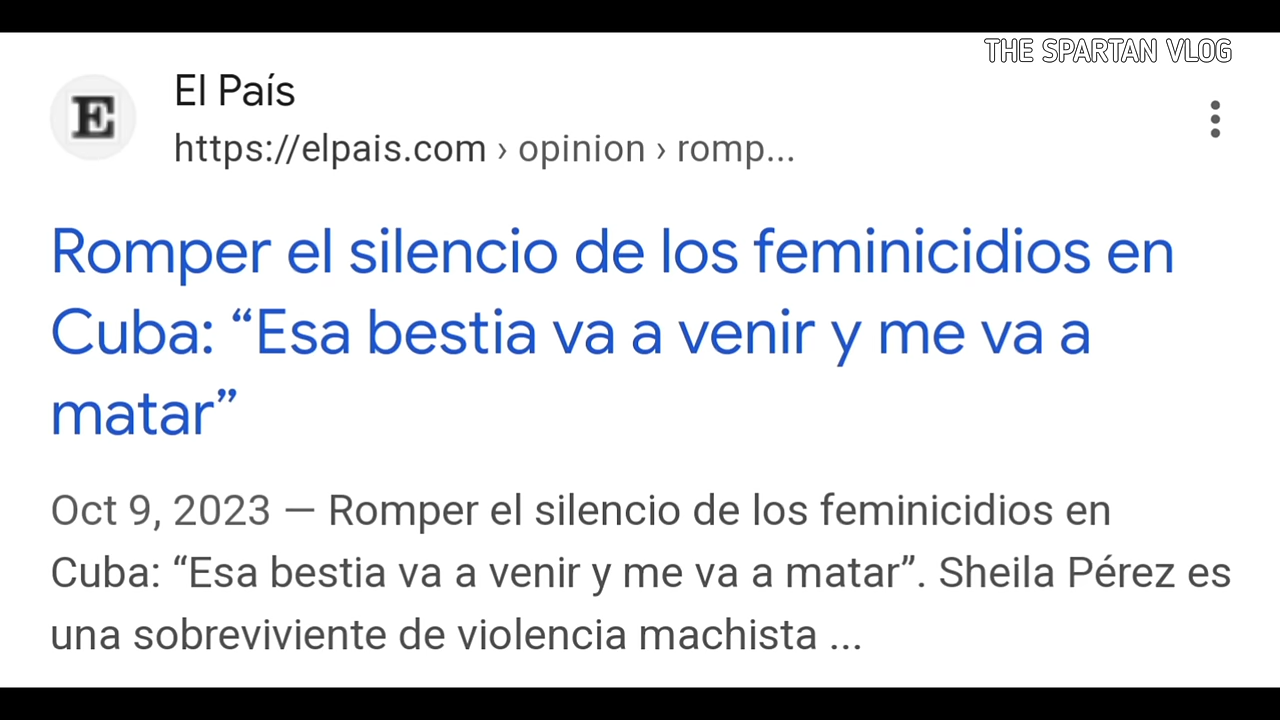 THE SPARTAN VLOG
E
El País
https://elpais.com › opinion › romp...
Romper el silencio de los feminicidios en
Cuba: “Esa bestia va a venir y me va a
matar”
Oct 9, 2023 — Romper el silencio de los feminicidios en
Cuba: “Esa bestia va a venir y me va a matar”. Sheila Pérez es
una sobreviviente de violencia machista ...